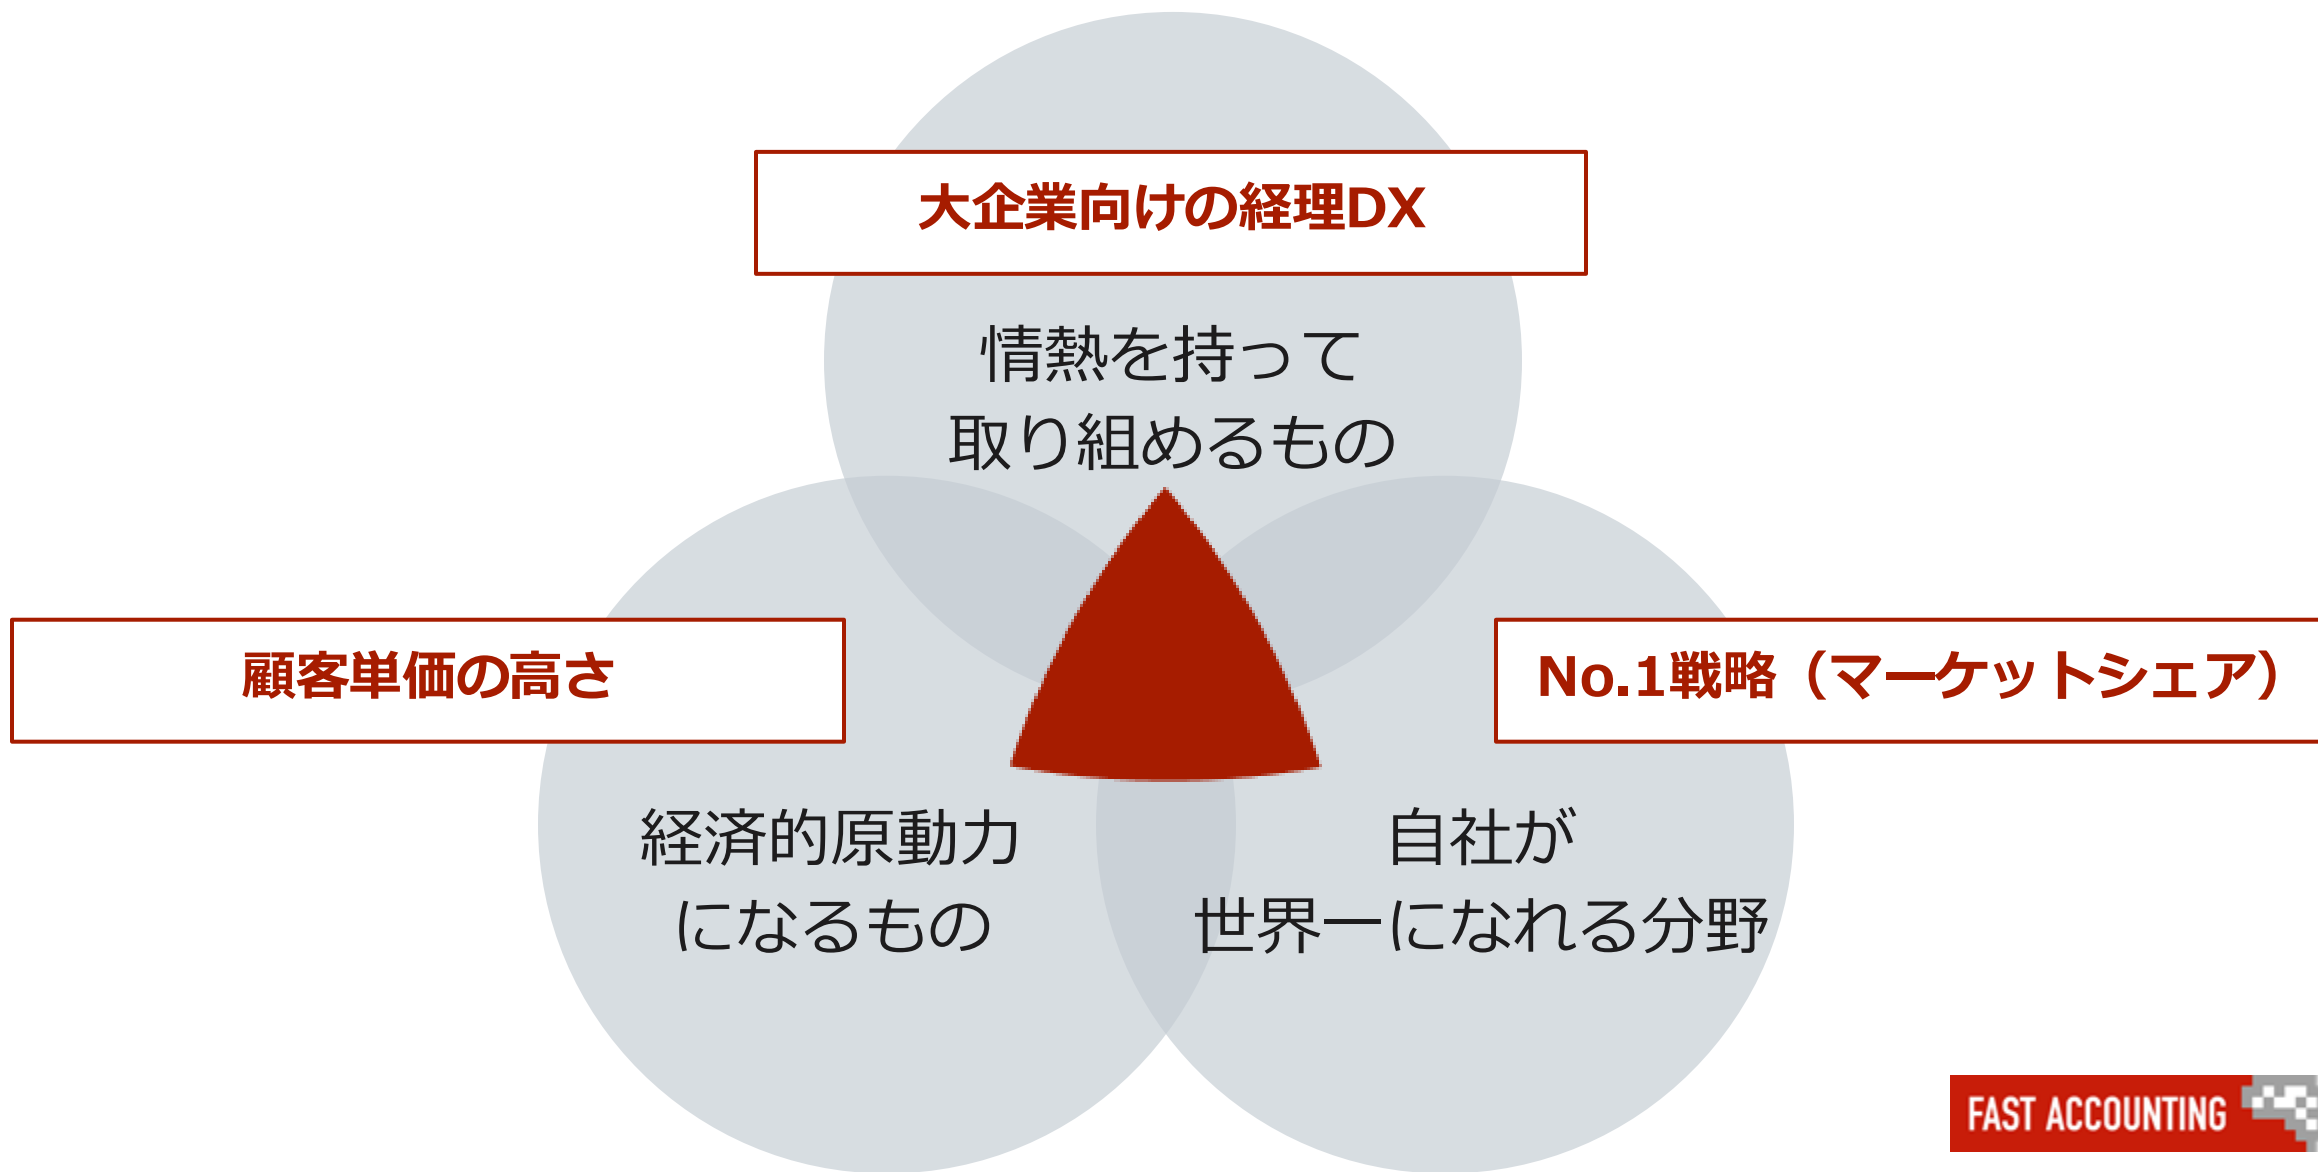 大企業向けの経理DX
情熱を持って
取り組めるもの
顧客単価の高さ
No.1戦略（マーケットシェア）
経済的原動力
になるもの
自社が
世界一になれる分野
FAST ACCOUNTING